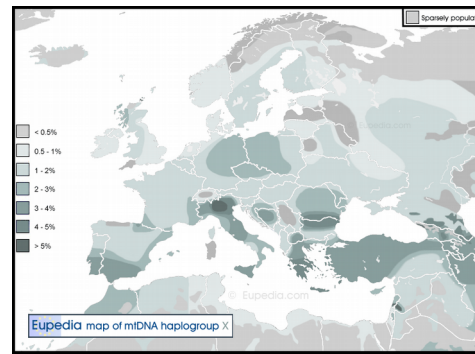 Sparsely popula
< 0.5%
0.5 - 1%
1 - 2%
2 - 3%
3 - 4%
4 - 5%
> 5%
© Eupedia.com
Eupedia map of mtDNA haplogroup X